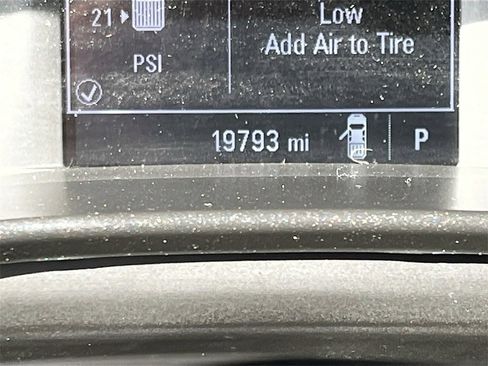 Low
21
Add Air to Tire
PSI
19793 mi P